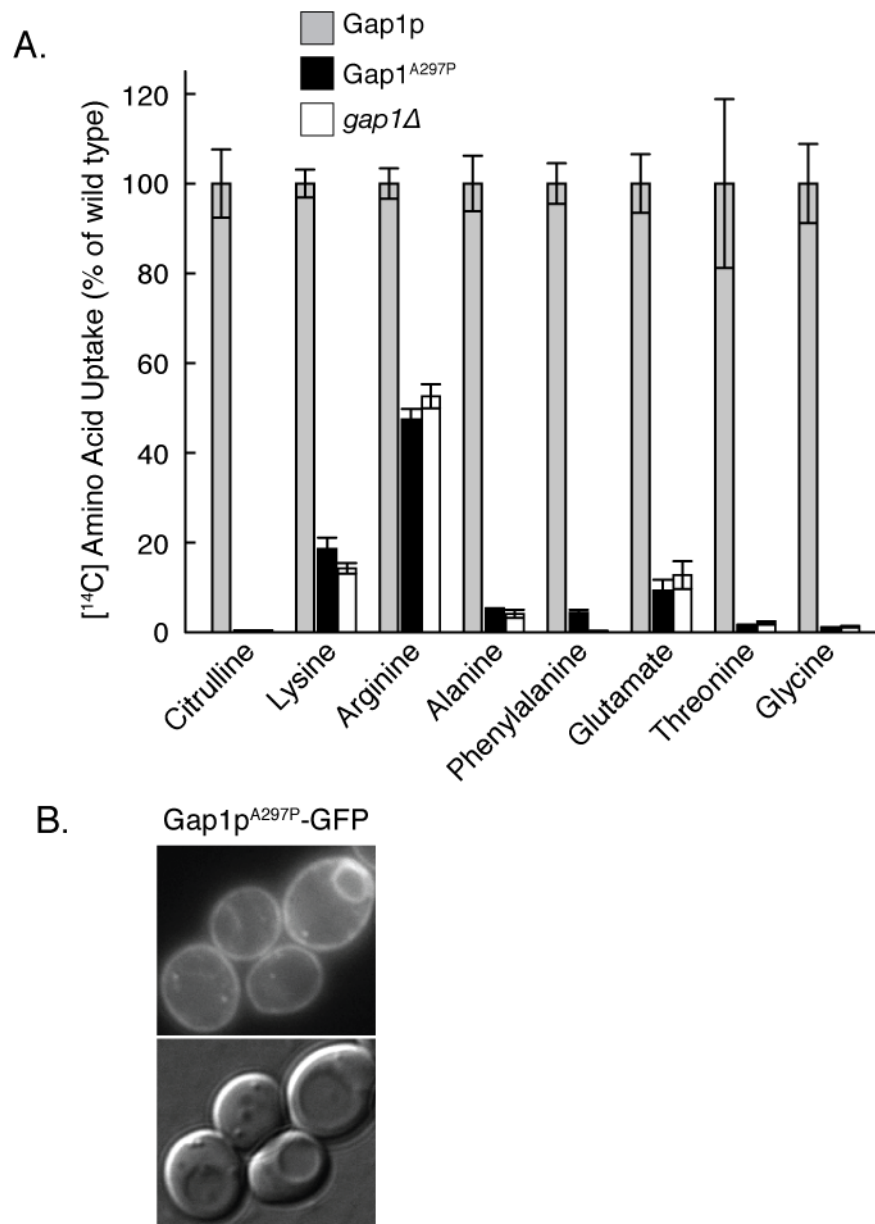 A.
Gap1p
Gap1ᴬ²⁹⁷ᴾ
gap1Δ
[¹⁴C] Amino Acid Uptake (% of wild type)
120
100
80
60
40
20
0
Citrulline
Lysine
Arginine
Alanine
Phenylalanine
Glutamate
Threonine
Glycine
B.
Gap1pᴬ²⁹⁷ᴾ-GFP